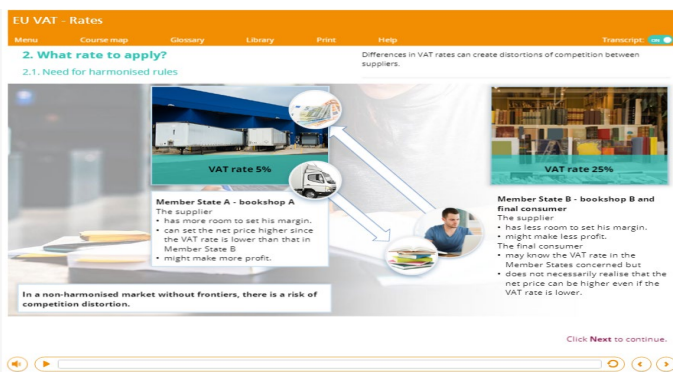 EU VAT - Rates
Menu
Course map
Glossary
Library
Print
Help
Transcript:
ON
2. What rate to apply?
2.1. Need for harmonised rules
Differences in VAT rates can create distortions of competition between
suppliers.
VAT rate 5%
Member State A - bookshop A
The supplier
• has more room to set his margin.
• can set the net price higher since
the VAT rate is lower than that in
Member State B
• might make more profit.
VAT rate 25%
Member State B - bookshop B and
final consumer
The supplier
• has less room to set his margin.
• might make less profit.
The final consumer
• may know the VAT rate in the
Member States concerned but
• does not necessarily realise that the
net price can be higher even if the
VAT rate is lower.
In a non-harmonised market without frontiers, there is a risk of
competition distortion.
Click Next to continue.